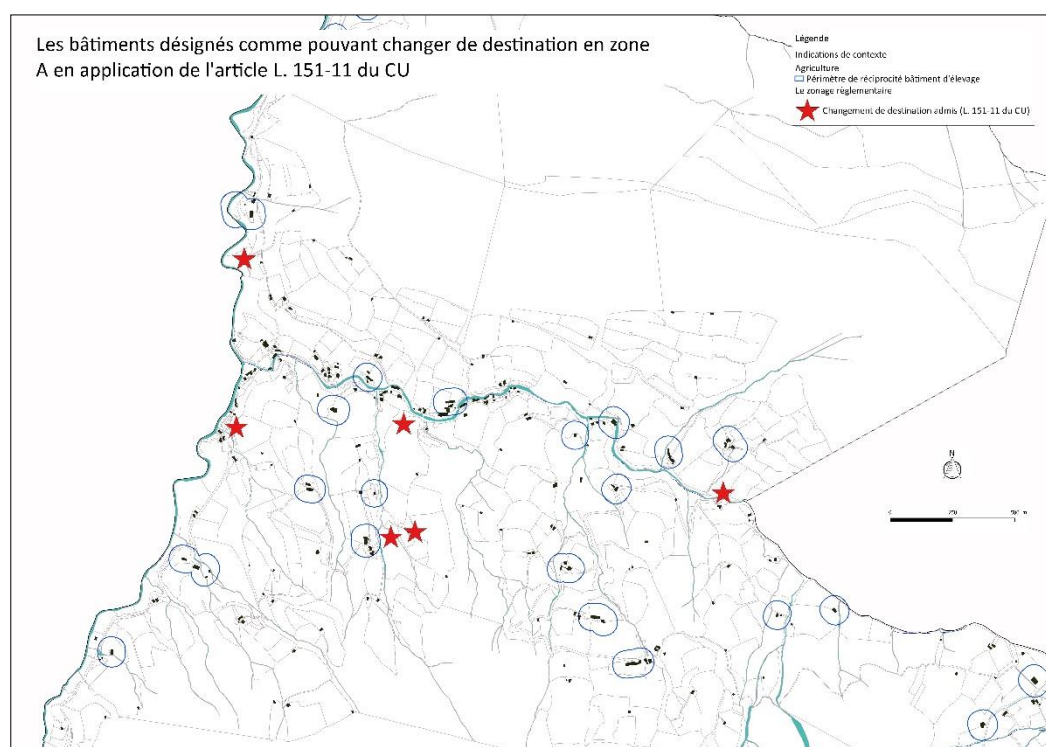 Les bâtiments désignés comme pouvant changer de destination en zone
A en application de l'article L. 151-11 du CU
Légende
Indications de contexte
Agriculture
Périmètre de réciprocité bâtiment d'élevage
Le zonage règlementaire
Changement de destination admis (L. 151-11 du CU)
N